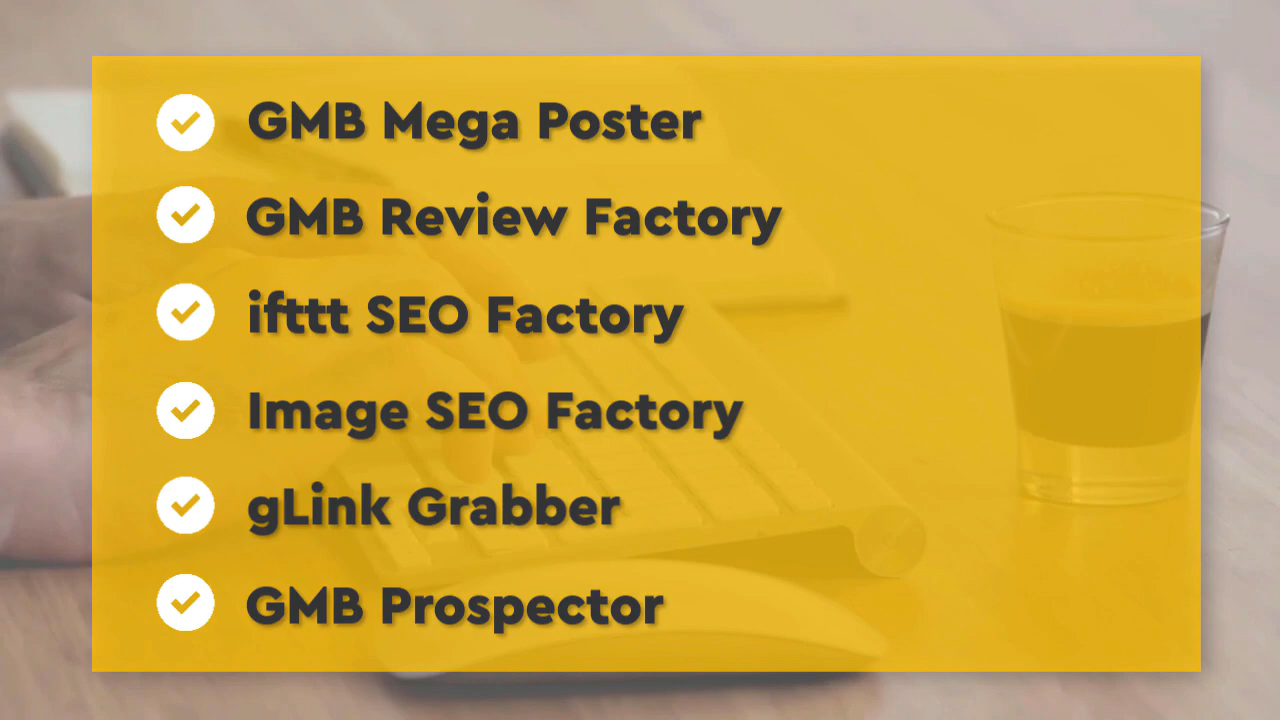 GMB Mega Poster
GMB Review Factory
ifttt SEO Factory
Image SEO Factory
gLink Grabber
GMB Prospector